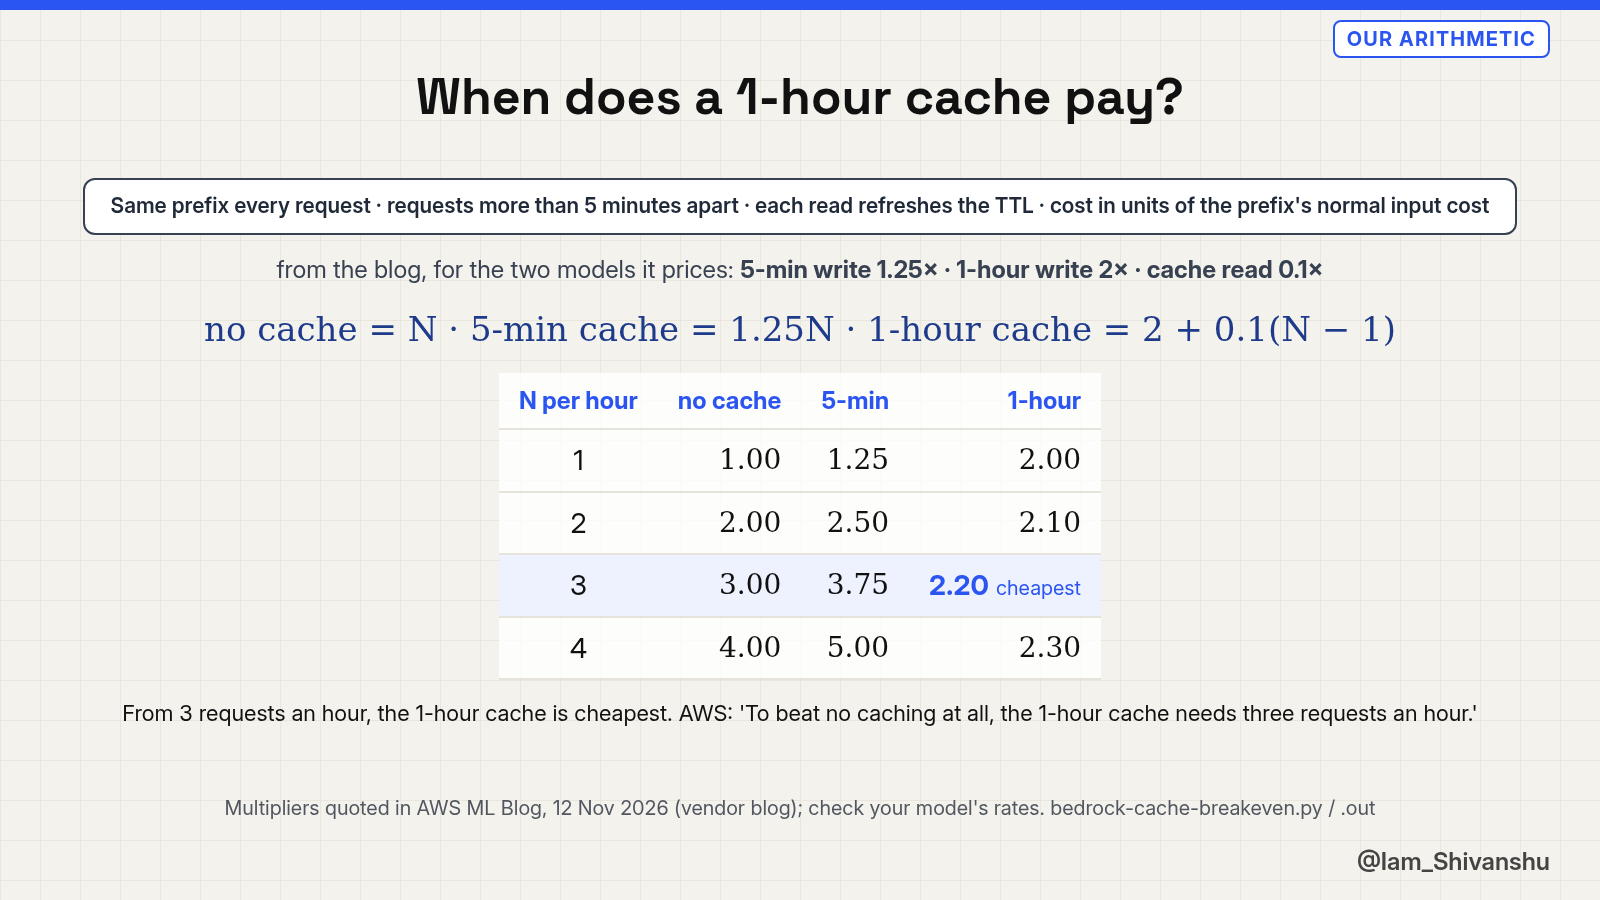 OUR ARITHMETIC
When does a 1-hour cache pay?
Same prefix every request · requests more than 5 minutes apart · each read refreshes the TTL · cost in units of the prefix's normal input cost
from the blog, for the two models it prices: 5-min write 1.25× · 1-hour write 2× · cache read 0.1×
no cache = N · 5-min cache = 1.25N · 1-hour cache = 2 + 0.1(N − 1)
N per hour no cache 5-min 1-hour
1 1.00 1.25 2.00
2 2.00 2.50 2.10
3 3.00 3.75 2.20 cheapest
4 4.00 5.00 2.30
From 3 requests an hour, the 1-hour cache is cheapest. AWS: 'To beat no caching at all, the 1-hour cache needs three requests an hour.'
Multipliers quoted in AWS ML Blog, 12 Nov 2026 (vendor blog); check your model's rates. bedrock-cache-breakeven.py / .out
@Iam_Shivanshu